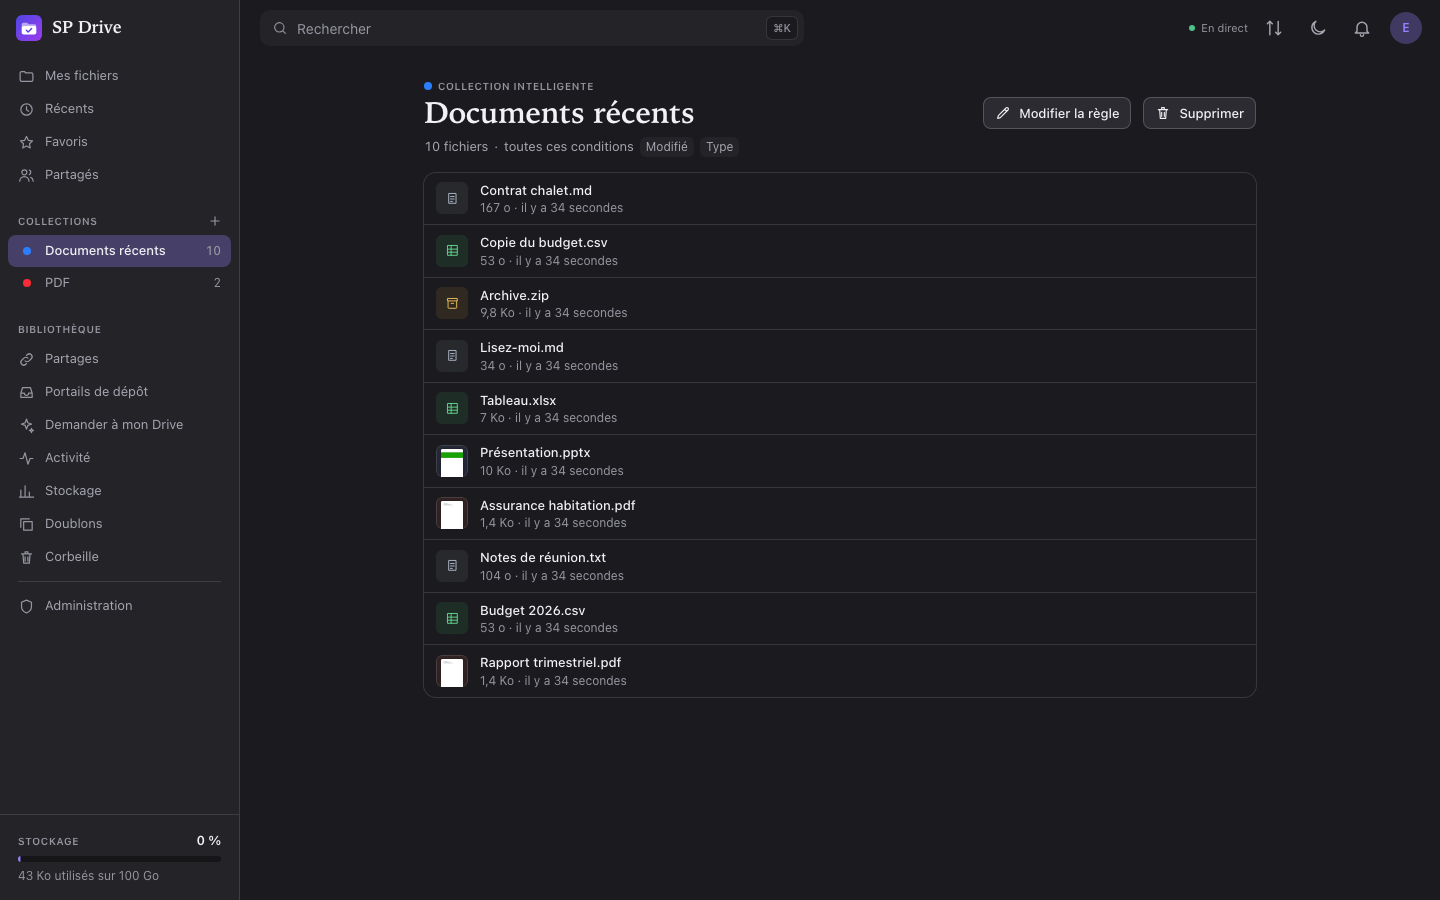 SP Drive
Mes fichiers
Récents
Favoris
Partagés
COLLECTIONS
Documents récents 10
PDF 2
BIBLIOTHÈQUE
Partages
Portails de dépôt
Demander à mon Drive
Activité
Stockage
Doublons
Corbeille
Administration
STOCKAGE 0 %
43 Ko utilisés sur 100 Go
Rechercher ⌘K
En direct
E
COLLECTION INTELLIGENTE
Documents récents
Modifier la règle
Supprimer
10 fichiers · toutes ces conditions Modifié Type
Contrat chalet.md
167 o · il y a 34 secondes
Copie du budget.csv
53 o · il y a 34 secondes
Archive.zip
9,8 Ko · il y a 34 secondes
Lisez-moi.md
34 o · il y a 34 secondes
Tableau.xlsx
7 Ko · il y a 34 secondes
Présentation.pptx
10 Ko · il y a 34 secondes
Assurance habitation.pdf
1,4 Ko · il y a 34 secondes
Notes de réunion.txt
104 o · il y a 34 secondes
Budget 2026.csv
53 o · il y a 34 secondes
Rapport trimestriel.pdf
1,4 Ko · il y a 34 secondes